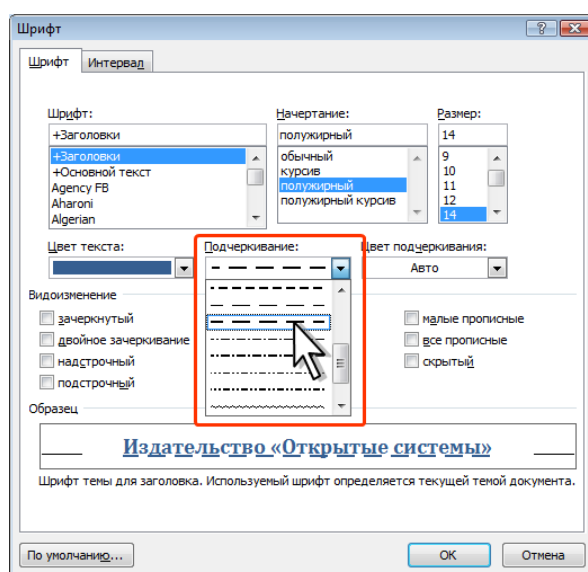 Шрифт
Шрифт Интервал
Шрифт: Начертание: Размер:
+Заголовки полужирный 14
+Заголовки обычный 9
+Основной текст курсив 10
Agency FB полужирный 11
Aharoni полужирный курсив 12
Algerian 14
Цвет текста: Подчеркивание: Цвет подчеркивания:
Авто
Видоизменение
зачеркнутый малые прописные
двойное зачеркивание все прописные
надстрочный скрытый
подстрочный
Образец
Издательство «Открытые системы»
Шрифт темы для заголовка. Используемый шрифт определяется текущей темой документа.
По умолчанию... ОК Отмена